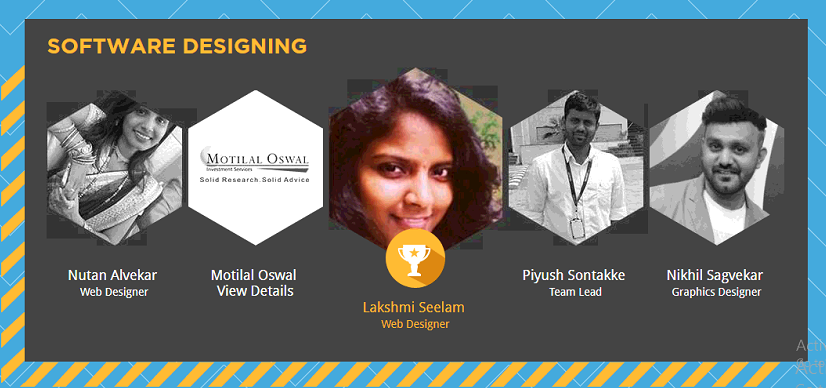 SOFTWARE DESIGNING
MOTILAL OSWAL
Investment Services
Solid Research.Solid Advice
Nutan Alvekar
Web Designer
Motilal Oswal
View Details
Lakshmi Seelam
Web Designer
Piyush Sontakke
Team Lead
Nikhil Sagvekar
Graphics Designer